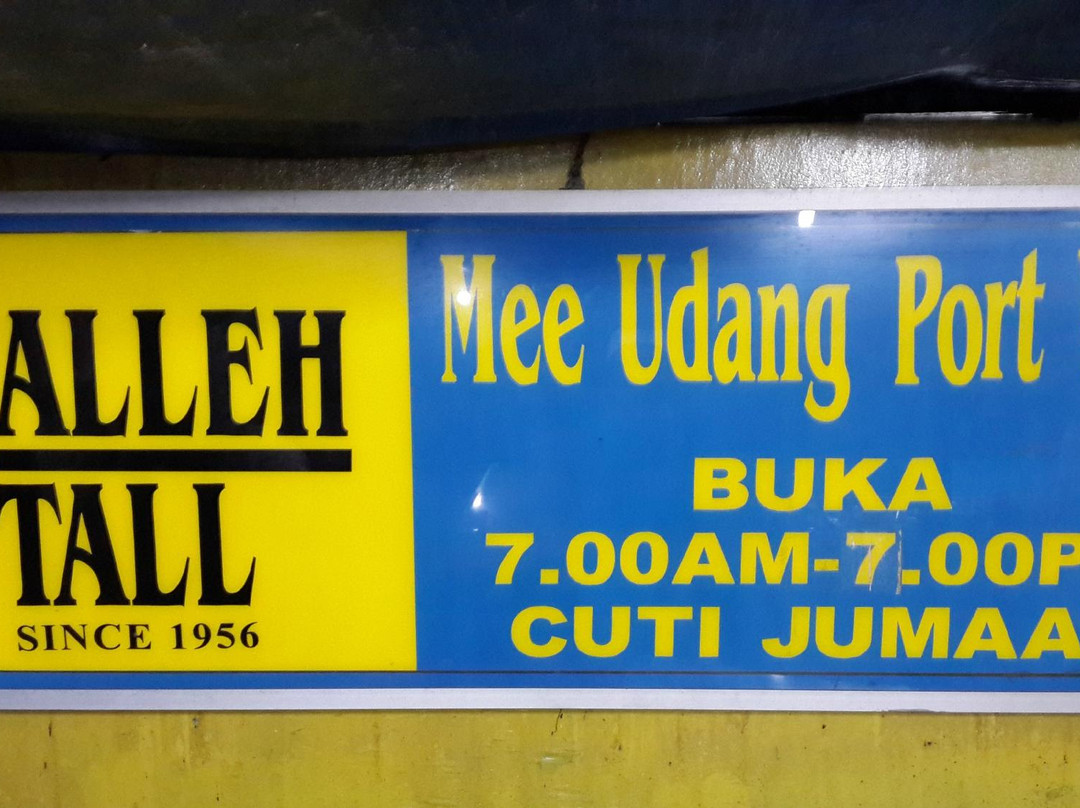 ALLEH
TALL
SINCE 1956
Mee Udang Port
BUKA
7.00AM-7.00P
CUTI JUMAA